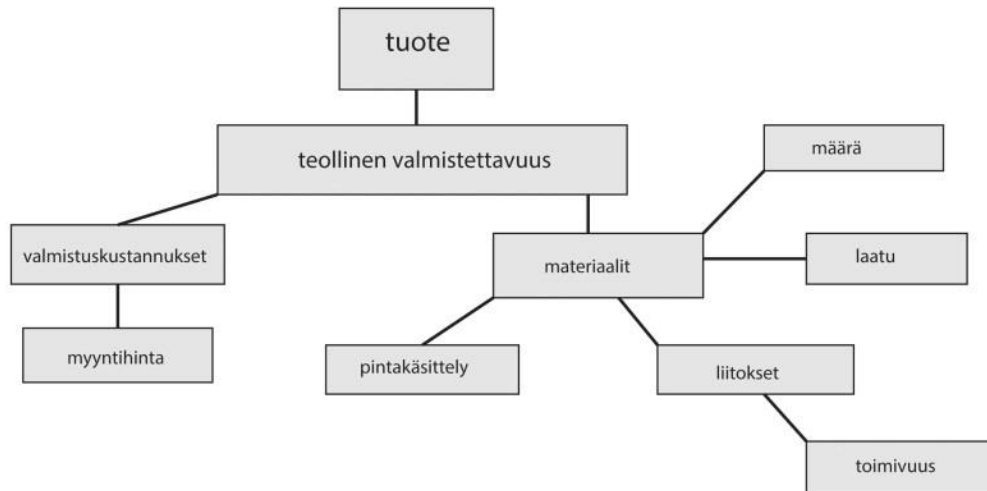 tuote
teollinen valmistettavuus
määrä
valmistuskustannukset
materiaalit
laatu
myyntihinta
pintakäsittely
liitokset
toimivuus